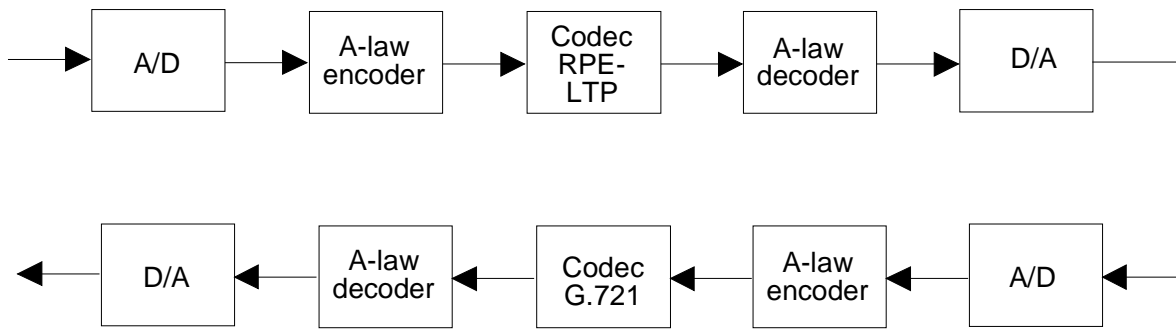 A/D
A-law
encoder
Codec
RPE-
LTP
A-law
decoder
D/A
D/A
A-law
decoder
Codec
G.721
A-law
encoder
A/D